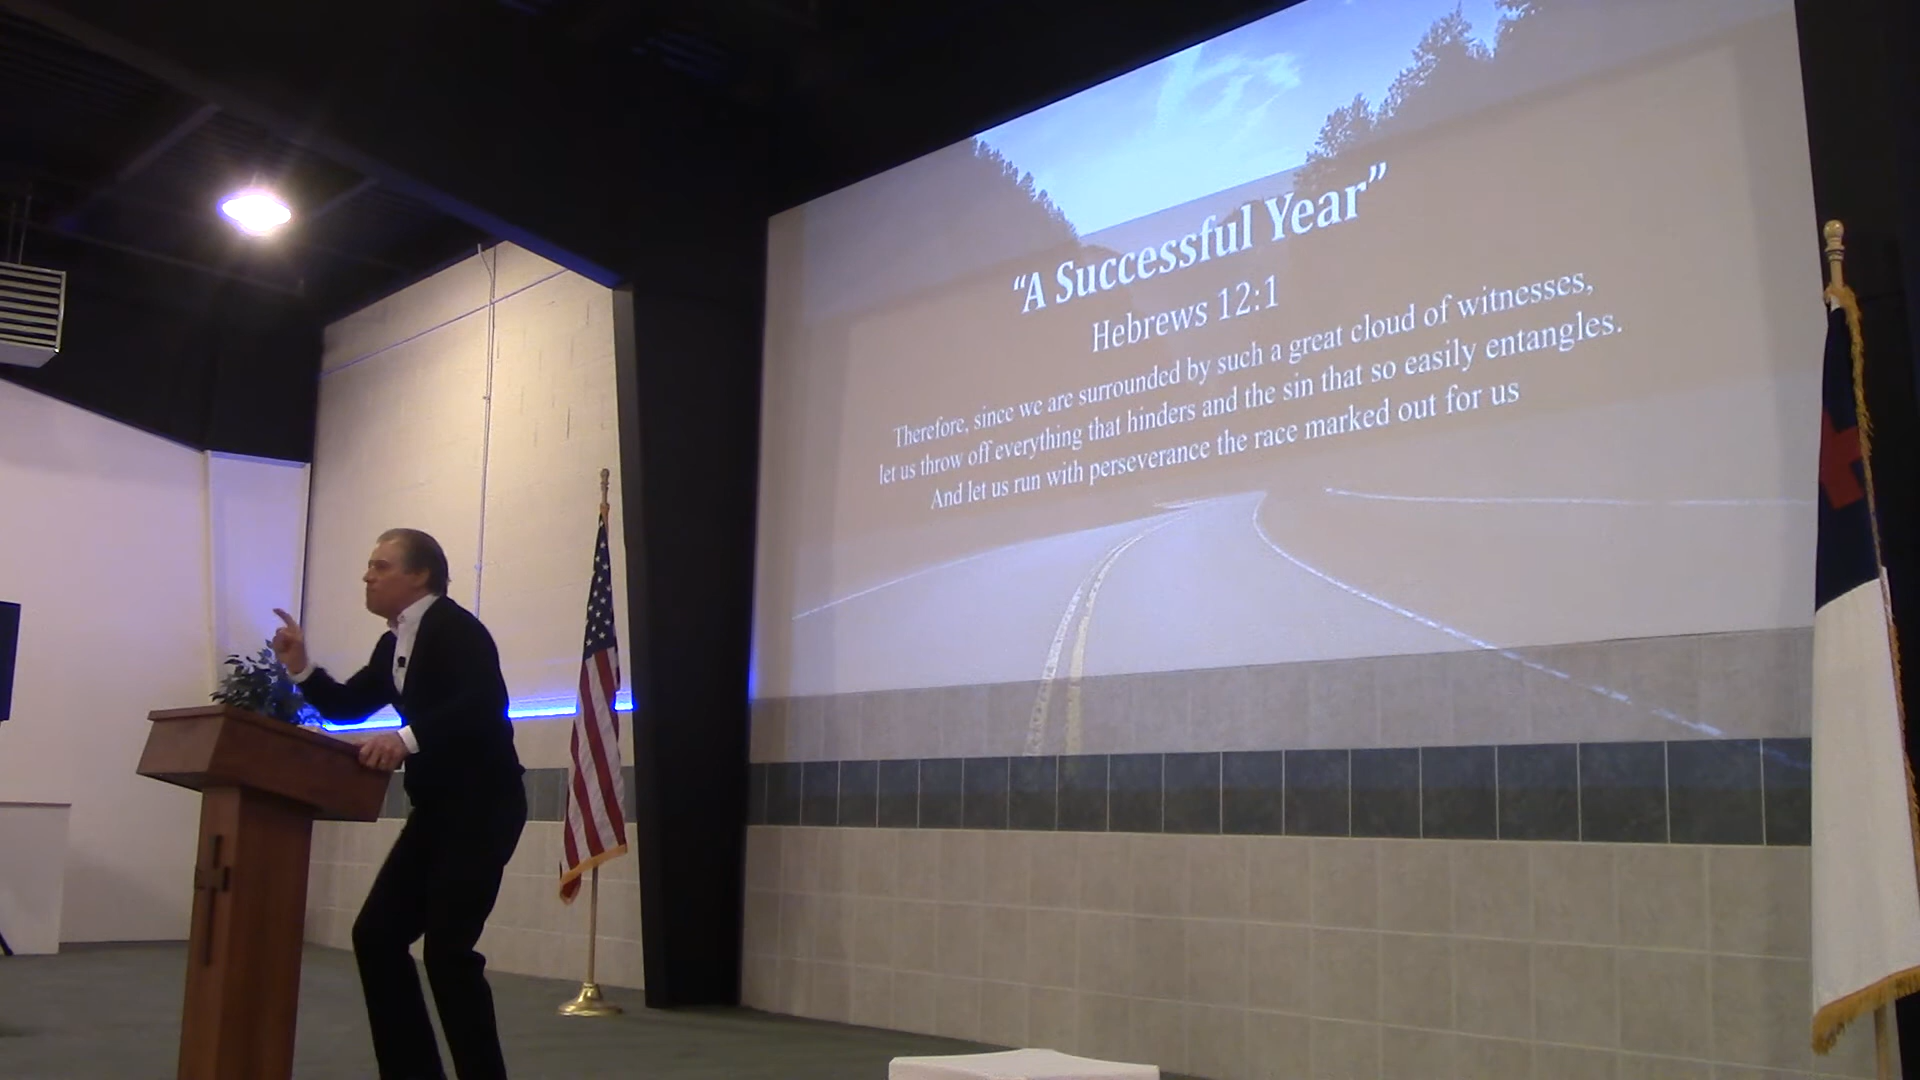 “A Successful Year”
Hebrews 12:1
Therefore, since we are surrounded by such a great cloud of witnesses,
let us throw off everything that hinders and the sin that so easily entangles.
And let us run with perseverance the race marked out for us